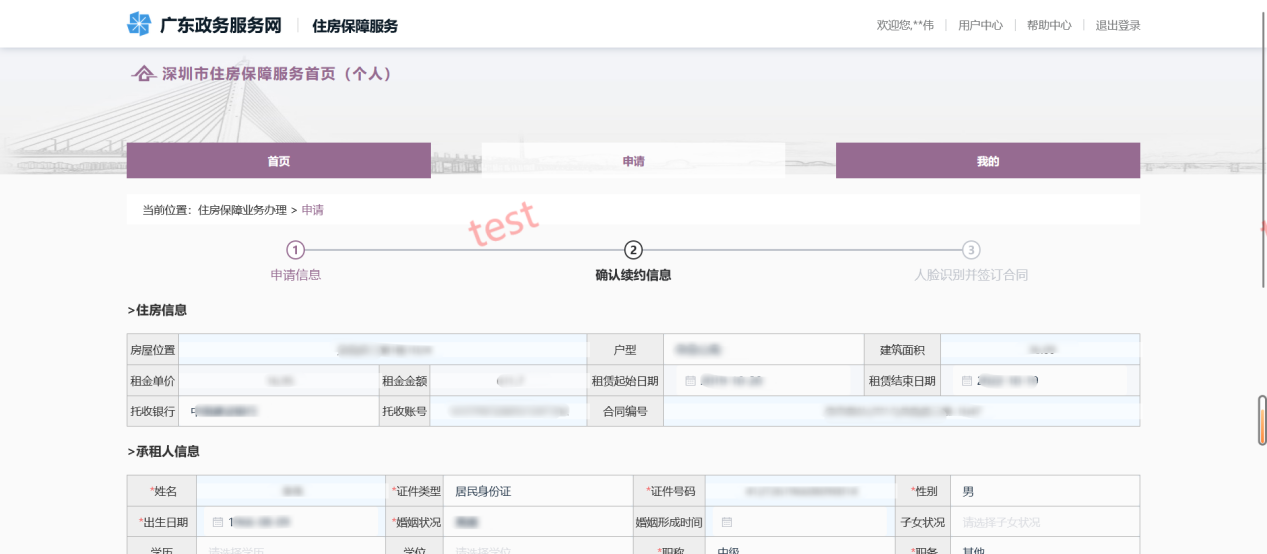 广东政务服务网 住房保障服务 欢迎您,**伟 用户中心 帮助中心 退出登录
深圳市住房保障服务首页（个人）
首页 申请 我的
当前位置：住房保障业务办理 > 申请
test
1 2 3
申请信息 确认续约信息 人脸识别并签订合同
>住房信息
房屋位置 户型 建筑面积
租金单价 租金金额 租赁起始日期 租赁结束日期
托收银行 托收账号 合同编号
>承租人信息
*姓名 *证件类型 居民身份证 *证件号码 *性别 男
*出生日期 *婚姻状况 婚姻形成时间 子女状况 请选择子女状况
学历 请选择学历 学位 请选择学位 *职称 中级 *职务 其他